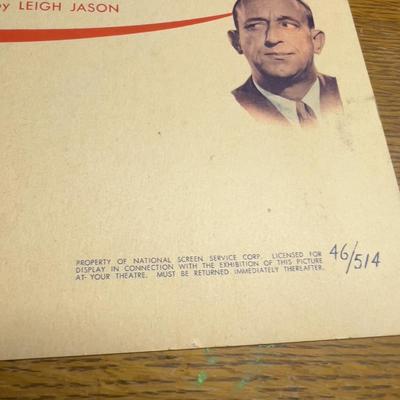 by LEIGH JASON
PROPERTY OF NATIONAL SCREEN SERVICE CORP. LICENSED FOR
DISPLAY IN CONNECTION WITH THE EXHIBITION OF THIS PICTURE
AT YOUR THEATRE. MUST BE RETURNED IMMEDIATELY THEREAFTER.
46/514